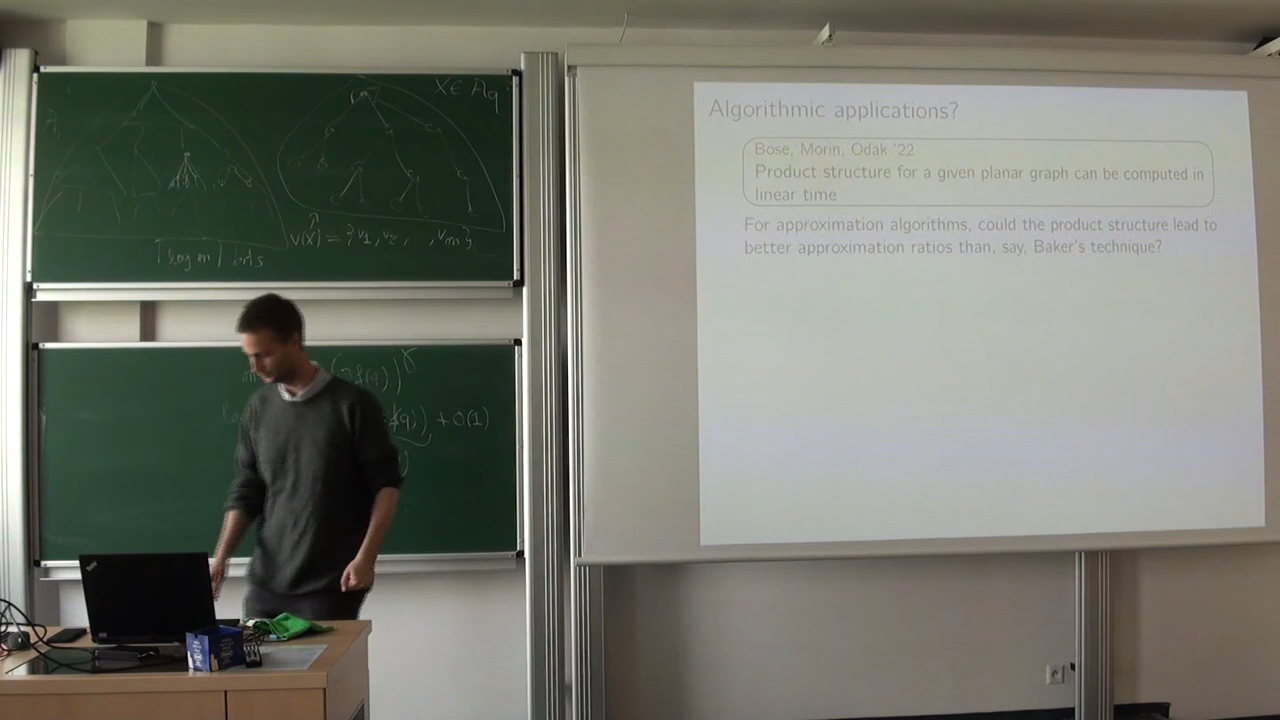 X ∈ Aq
v(x) = {v1, v2, ..., vm}
⌈log m⌉ bits
+ O(1)
Algorithmic applications?
Bose, Morin, Odak '22
Product structure for a given planar graph can be computed in
linear time
For approximation algorithms, could the product structure lead to
better approximation ratios than, say, Baker's technique?